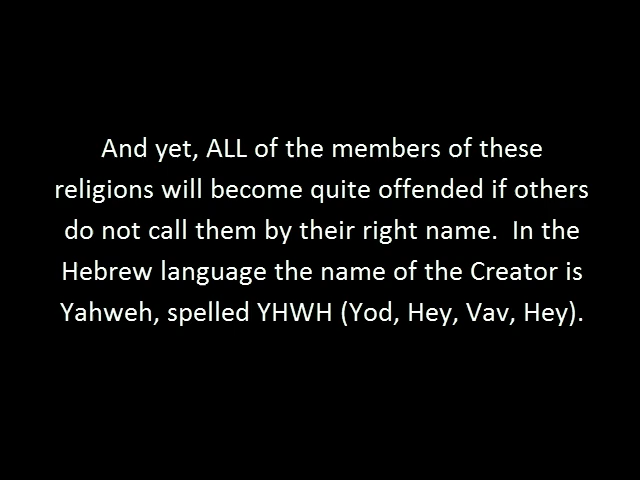 And yet, ALL of the members of these
religions will become quite offended if others
do not call them by their right name.  In the
Hebrew language the name of the Creator is
Yahweh, spelled YHWH (Yod, Hey, Vav, Hey).